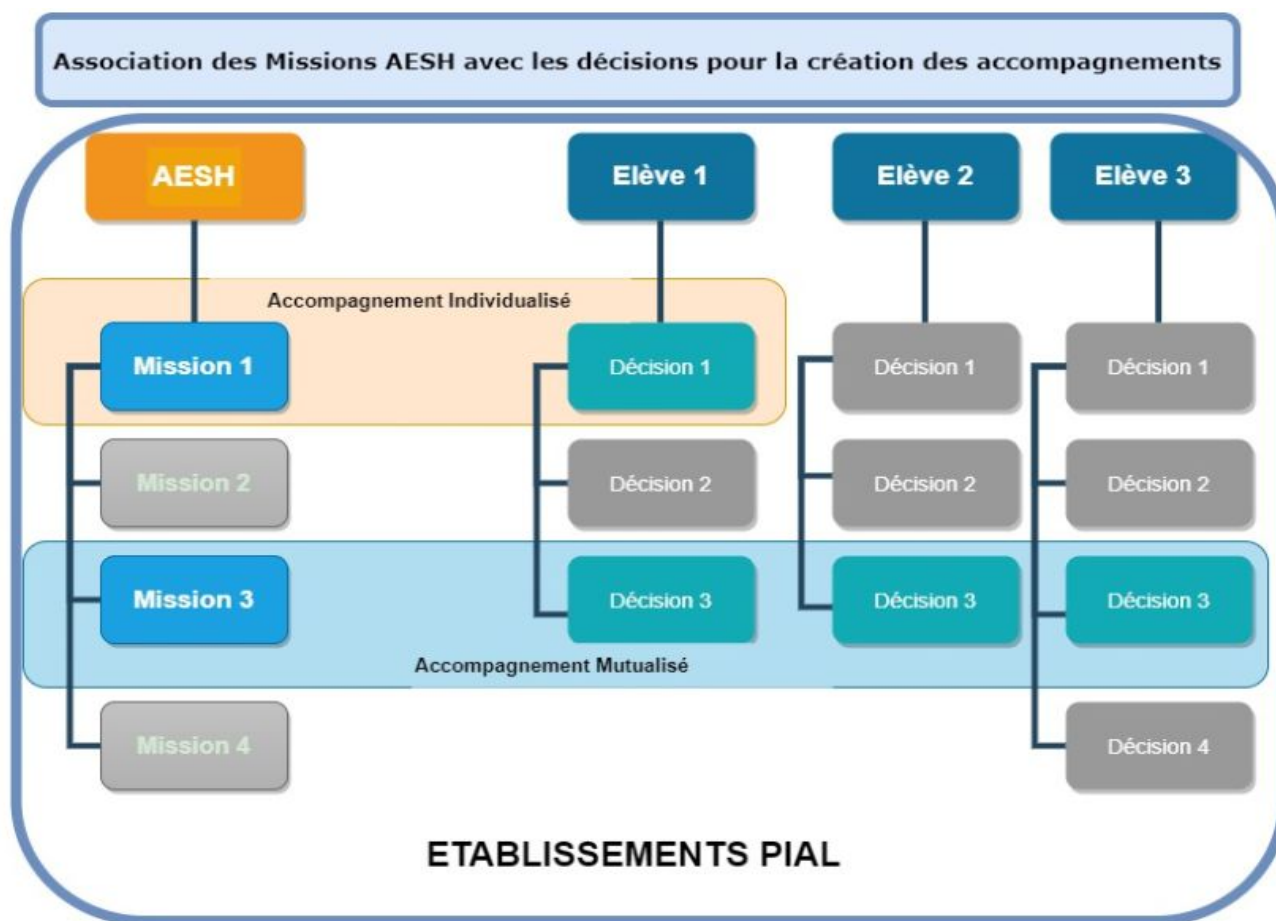 Association des Missions AESH avec les décisions pour la création des accompagnements
AESH
Elève 1
Elève 2
Elève 3
Accompagnement Individualisé
Mission 1
Décision 1
Décision 1
Décision 1
Mission 2
Décision 2
Décision 2
Décision 2
Mission 3
Décision 3
Décision 3
Décision 3
Accompagnement Mutualisé
Mission 4
Décision 4
ETABLISSEMENTS PIAL